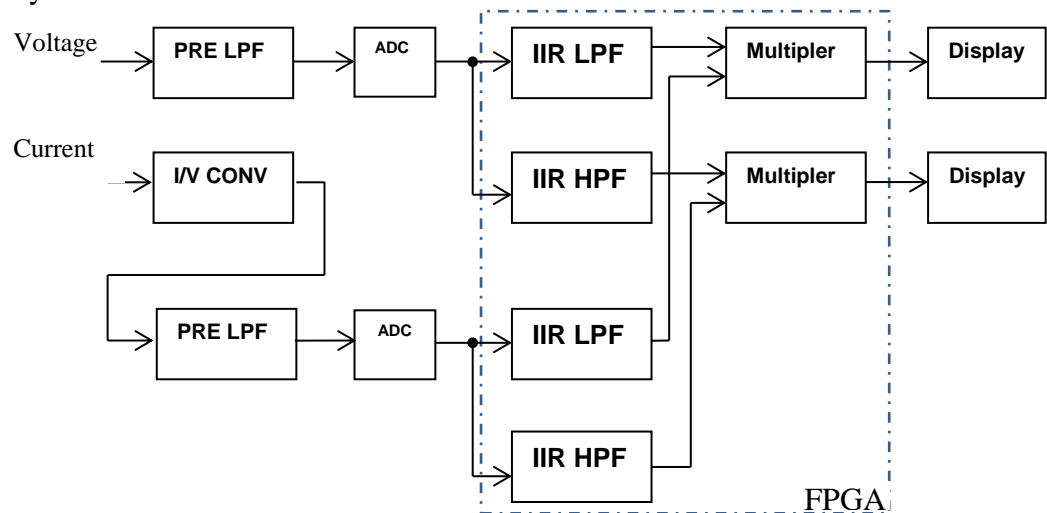 Voltage
PRE LPF
ADC
IIR LPF
Multipler
Display
Current
I/V CONV
IIR HPF
Multipler
Display
PRE LPF
ADC
IIR LPF
IIR HPF
FPGA